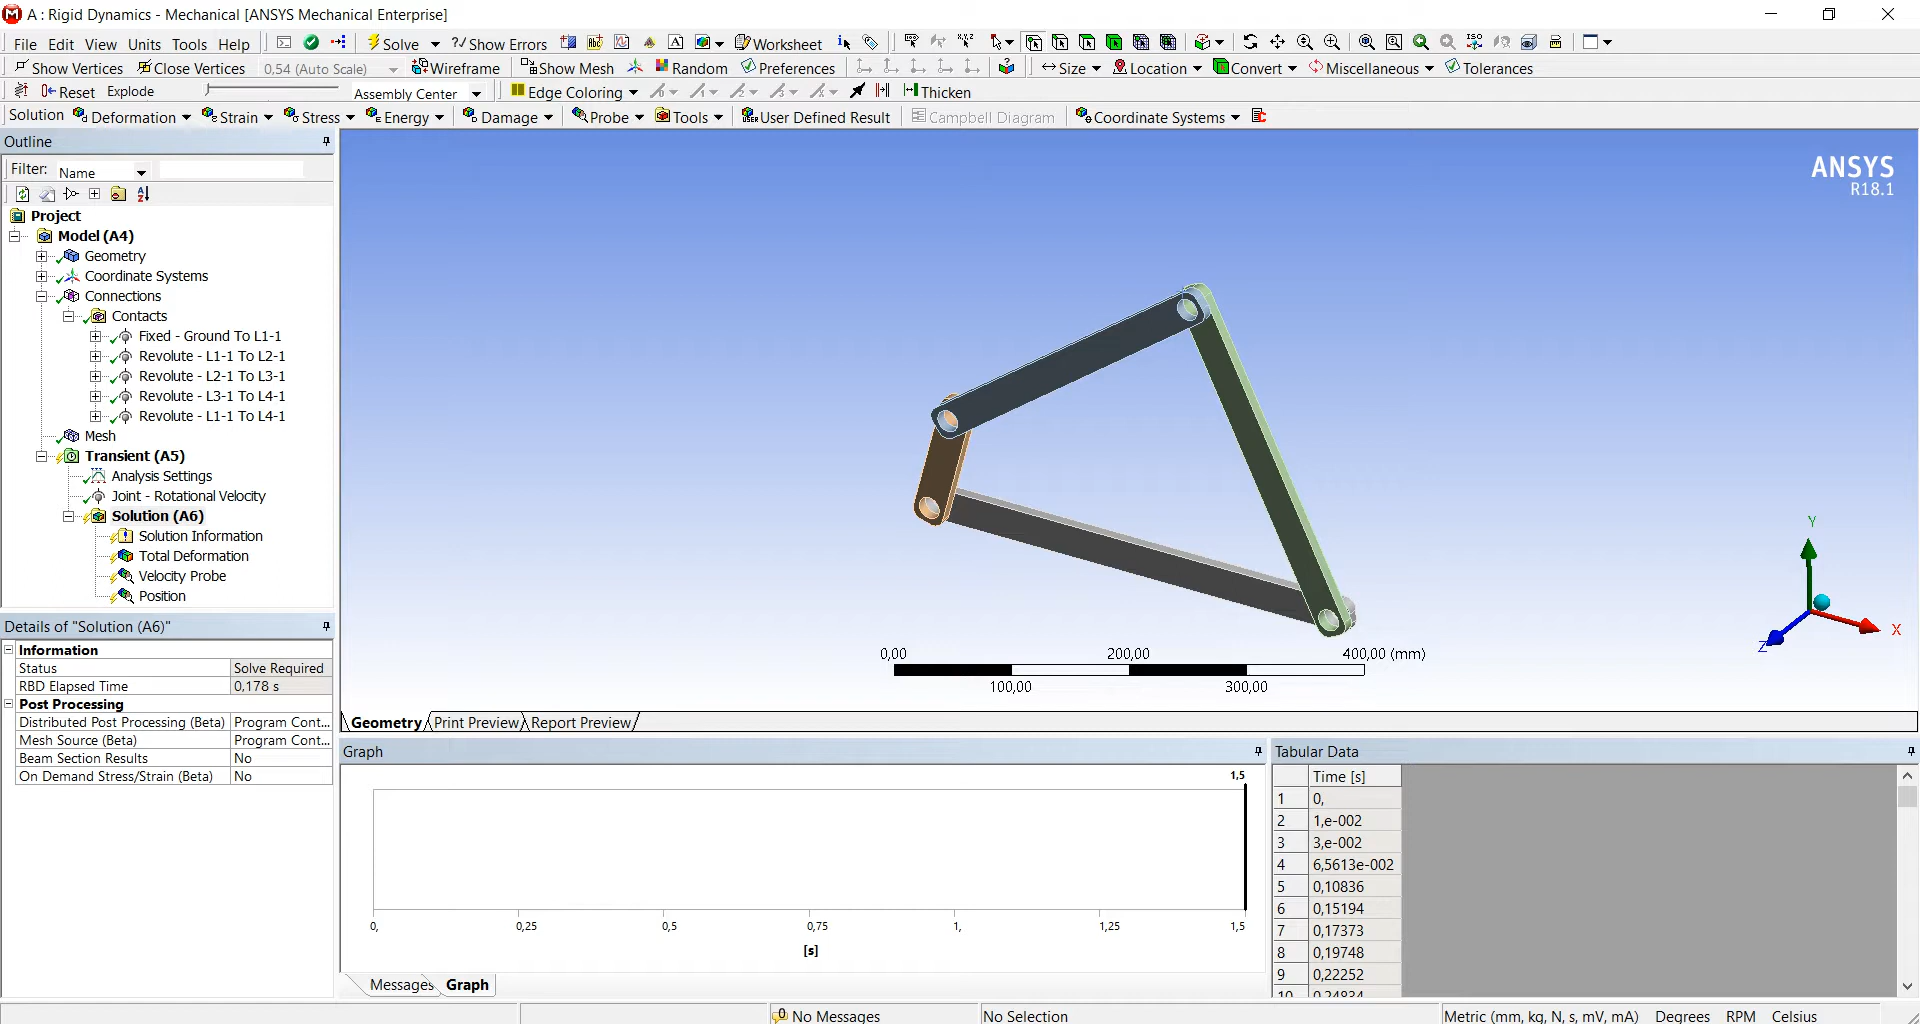 A : Rigid Dynamics - Mechanical [ANSYS Mechanical Enterprise]
File Edit View Units Tools Help Solve ?/ Show Errors Worksheet
Show Vertices Close Vertices 0,54 (Auto Scale) Wireframe Show Mesh Random Preferences Size Location Convert Miscellaneous Tolerances
Reset Explode Assembly Center Edge Coloring Thicken
Solution Deformation Strain Stress Energy Damage Probe Tools User Defined Result Campbell Diagram Coordinate Systems
Outline
Filter: Name
Project
Model (A4)
Geometry
Coordinate Systems
Connections
Contacts
Fixed - Ground To L1-1
Revolute - L1-1 To L2-1
Revolute - L2-1 To L3-1
Revolute - L3-1 To L4-1
Revolute - L1-1 To L4-1
Mesh
Transient (A5)
Analysis Settings
Joint - Rotational Velocity
Solution (A6)
Solution Information
Total Deformation
Velocity Probe
Position
Details of "Solution (A6)"
Information
Status Solve Required
RBD Elapsed Time 0,178 s
Post Processing
Distributed Post Processing (Beta) Program Cont...
Mesh Source (Beta) Program Cont...
Beam Section Results No
On Demand Stress/Strain (Beta) No
ANSYS
R18.1
Y
X
Z
0,00 200,00 400,00 (mm)
100,00 300,00
Geometry Print Preview Report Preview
Graph
1,5
0, 0,25 0,5 0,75 1, 1,25 1,5
[s]
Messages Graph
Tabular Data
Time [s]
1 0,
2 1,e-002
3 3,e-002
4 6,5613e-002
5 0,10836
6 0,15194
7 0,17373
8 0,19748
9 0,22252
10 0,24834
No Messages No Selection Metric (mm, kg, N, s, mV, mA) Degrees RPM Celsius